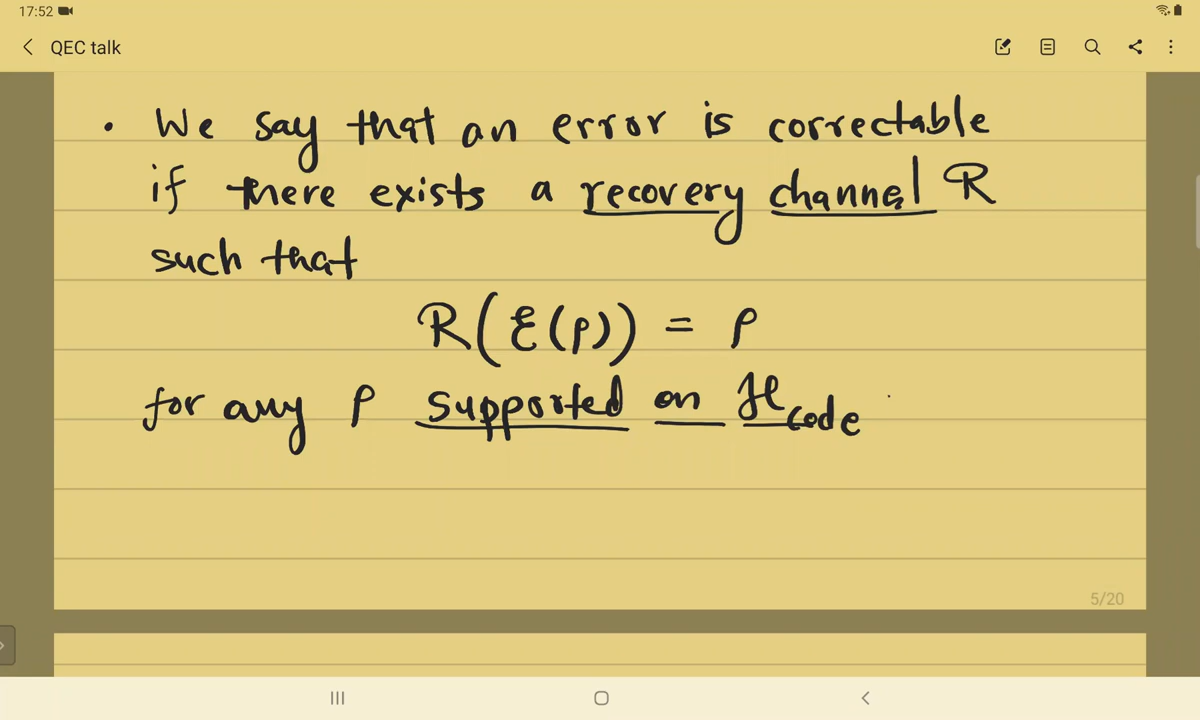 17:52
QEC talk
• We say that an error is correctable
if there exists a recovery channel R
such that
R(ℰ(ρ)) = ρ
for any ρ supported on ℋcode
5/20